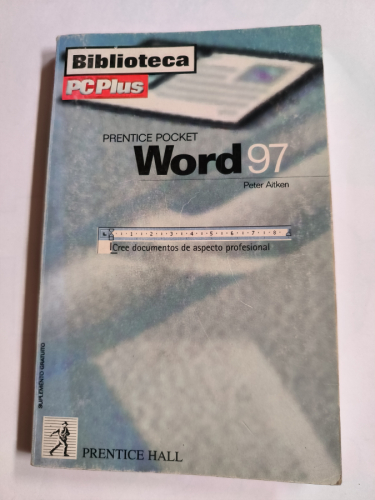 Biblioteca
PC Plus
PRENTICE POCKET
Word 97
Peter Aitken
1 2 3 4 5 6 7 8
Cree documentos de aspecto profesional
SUPLEMENTO GRATUITO
PRENTICE HALL